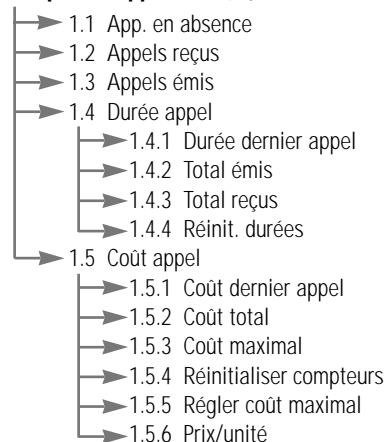 1.1 App. en absence
1.2 Appels reçus
1.3 Appels émis
1.4 Durée appel
1.4.1 Durée dernier appel
1.4.2 Total émis
1.4.3 Total reçus
1.4.4 Réinit. durées
1.5 Coût appel
1.5.1 Coût dernier appel
1.5.2 Coût total
1.5.3 Coût maximal
1.5.4 Réinitialiser compteurs
1.5.5 Régler coût maximal
1.5.6 Prix/unité